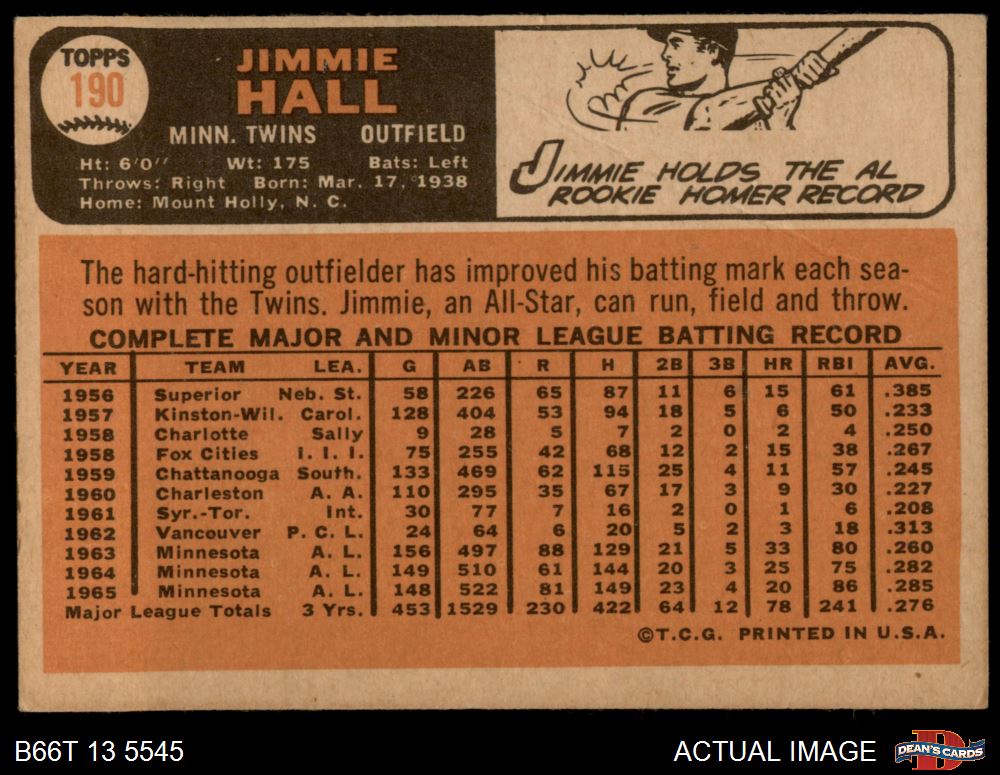 TOPPS
190
JIMMIE
HALL
MINN. TWINS OUTFIELD
Ht: 6'0" Wt: 175 Bats: Left
Throws: Right Born: Mar. 17, 1938
Home: Mount Holly, N. C.
JIMMIE HOLDS THE AL
ROOKIE HOMER RECORD
The hard-hitting outfielder has improved his batting mark each sea-
son with the Twins. Jimmie, an All-Star, can run, field and throw.
COMPLETE MAJOR AND MINOR LEAGUE BATTING RECORD
YEAR TEAM LEA. G AB R H 2B 3B HR RBI AVG.
1956 Superior Neb. St. 58 226 65 87 11 6 15 61 .385
1957 Kinston-Wil. Carol. 128 404 53 94 18 5 6 50 .233
1958 Charlotte Sally 9 28 5 7 2 0 2 4 .250
1958 Fox Cities I. I. I. 75 255 42 68 12 2 15 38 .267
1959 Chattanooga South. 133 469 62 115 25 4 11 57 .245
1960 Charleston A. A. 110 295 35 67 17 3 9 30 .227
1961 Syr.-Tor. Int. 30 77 7 16 2 0 1 6 .208
1962 Vancouver P. C. L. 24 64 6 20 5 2 3 18 .313
1963 Minnesota A. L. 156 497 88 129 21 5 33 80 .260
1964 Minnesota A. L. 149 510 61 144 20 3 25 75 .282
1965 Minnesota A. L. 148 522 81 149 23 4 20 86 .285
Major League Totals 3 Yrs. 453 1529 230 422 64 12 78 241 .276
©T.C.G. PRINTED IN U.S.A.
B66T 13 5545 ACTUAL IMAGE
DEAN'S CARDS